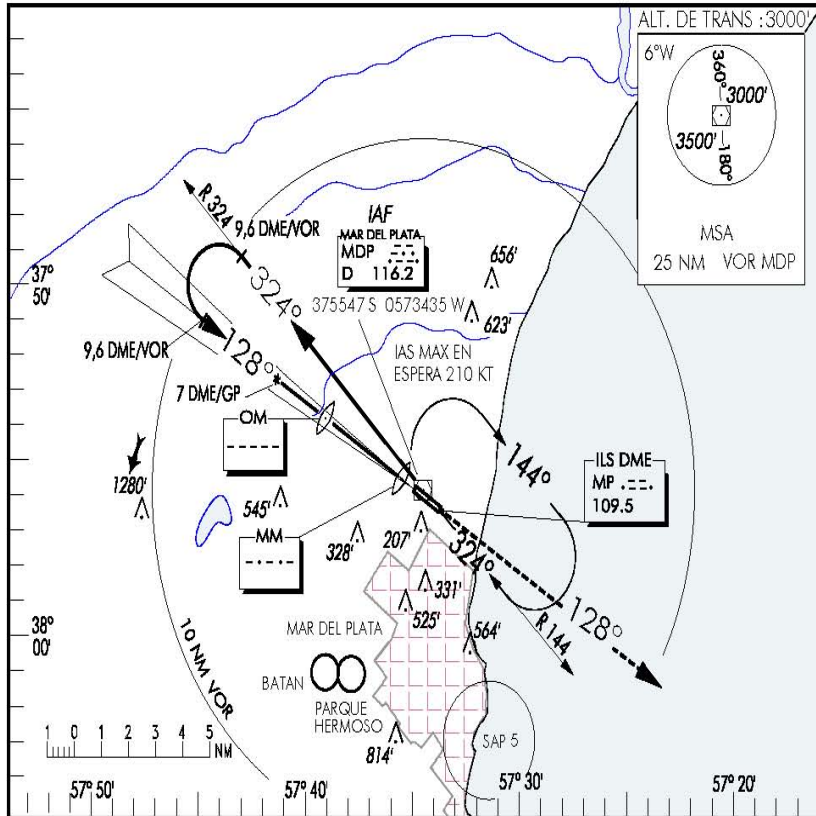 ALT. DE TRANS :3000'
6°W
360°
3000'
3500'
180°
MSA
25 NM VOR MDP
R 324
9,6 DME/VOR
IAF
MAR DEL PLATA
MDP
D 116.2
375547 S 0573435 W
656'
623'
37°
50'
324°
128°
9,6 DME/VOR
7 DME/GP
IAS MAX EN
ESPERA 210 KT
OM
144°
ILS DME
MP
109.5
1280'
545'
MM
328'
207'
324°
331'
525'
128°
R 144
564'
38°
00'
MAR DEL PLATA
10 NM VOR
BATAN
PARQUE
HERMOSO
814'
SAP 5
1 0 1 2 3 4 5
NM
57° 50'
57° 40'
57° 30'
57° 20'